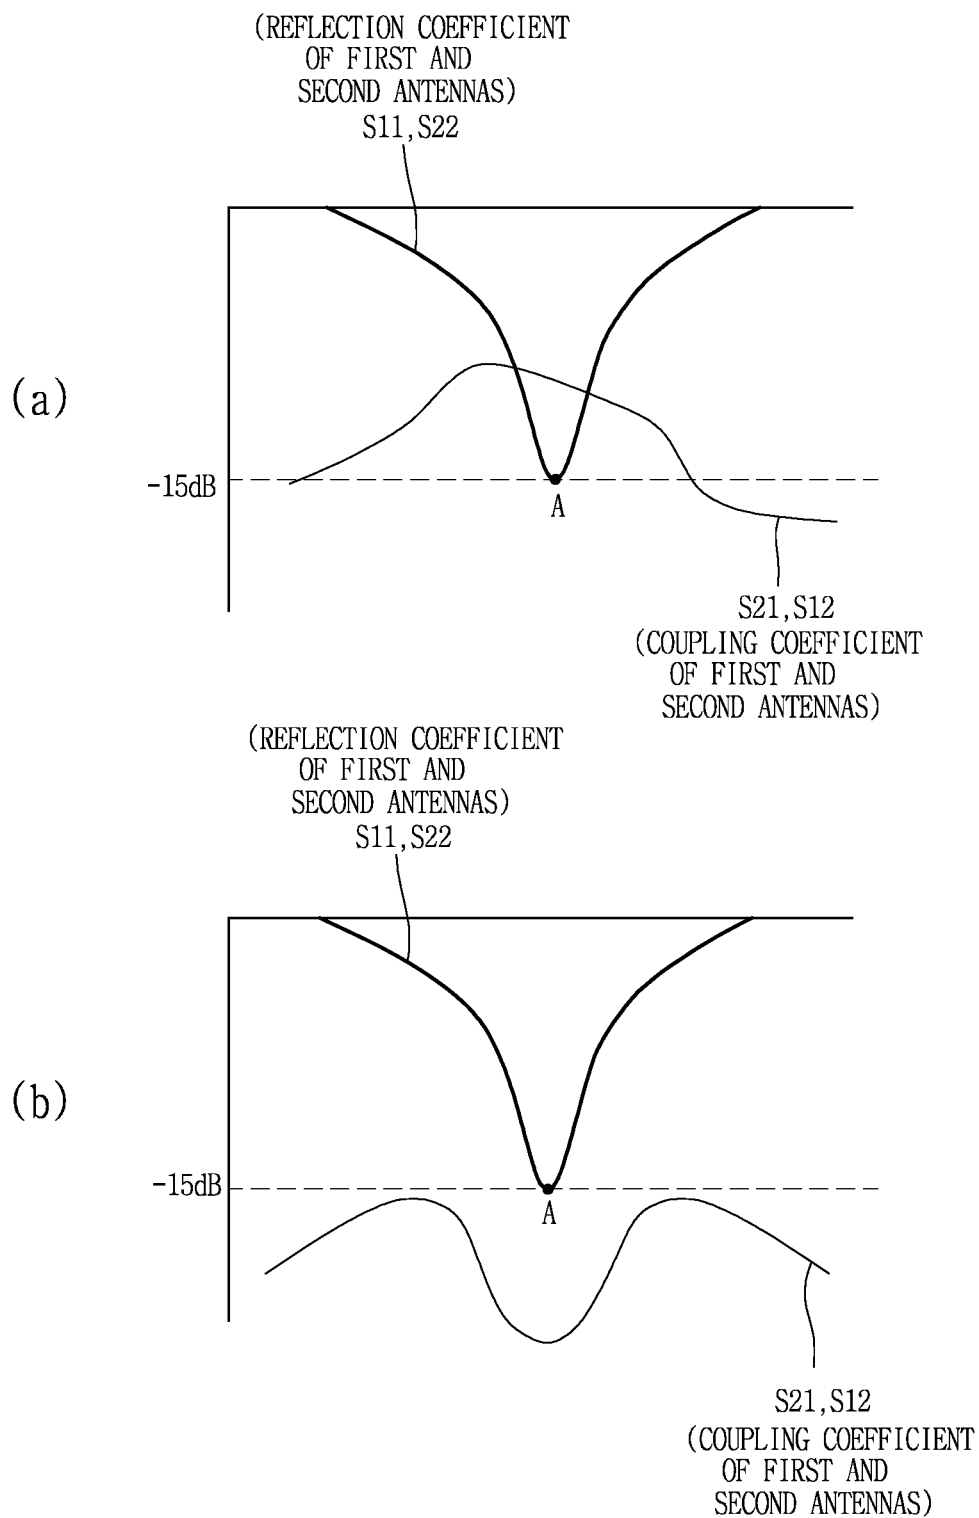 (REFLECTION COEFFICIENT
OF FIRST AND
SECOND ANTENNAS)
S11,S22
(a)
-15dB
A
S21,S12
(COUPLING COEFFICIENT
OF FIRST AND
SECOND ANTENNAS)
(REFLECTION COEFFICIENT
OF FIRST AND
SECOND ANTENNAS)
S11,S22
(b)
-15dB
A
S21,S12
(COUPLING COEFFICIENT
OF FIRST AND
SECOND ANTENNAS)